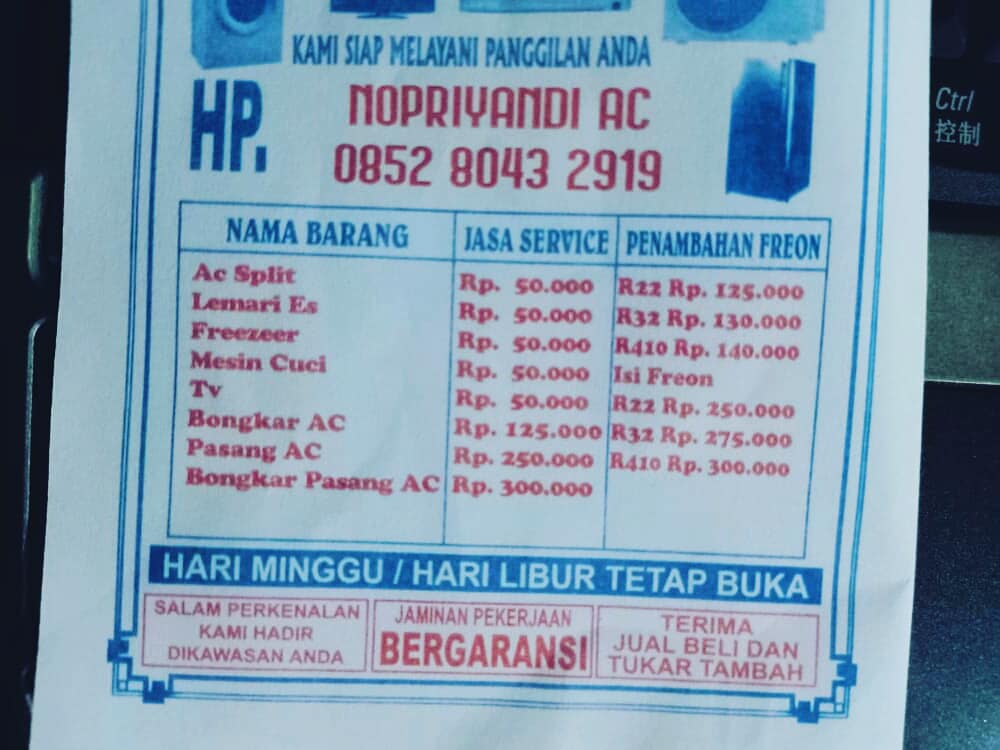 KAMI SIAP MELAYANI PANGGILAN ANDA
HP.
NOPRIYANDI AC
0852 8043 2919
NAMA BARANG JASA SERVICE PENAMBAHAN FREON
Ac Split Rp. 50.000 R22 Rp. 125.000
Lemari Es Rp. 50.000 R32 Rp. 130.000
Freezeer Rp. 50.000 R410 Rp. 140.000
Mesin Cuci Rp. 50.000 Isi Freon
Tv Rp. 50.000 R22 Rp. 250.000
Bongkar AC Rp. 125.000 R32 Rp. 275.000
Pasang AC Rp. 250.000 R410 Rp. 300.000
Bongkar Pasang AC Rp. 300.000
HARI MINGGU / HARI LIBUR TETAP BUKA
SALAM PERKENALAN
KAMI HADIR
DIKAWASAN ANDA
JAMINAN PEKERJAAN
BERGARANSI
TERIMA
JUAL BELI DAN
TUKAR TAMBAH
Ctrl
控制